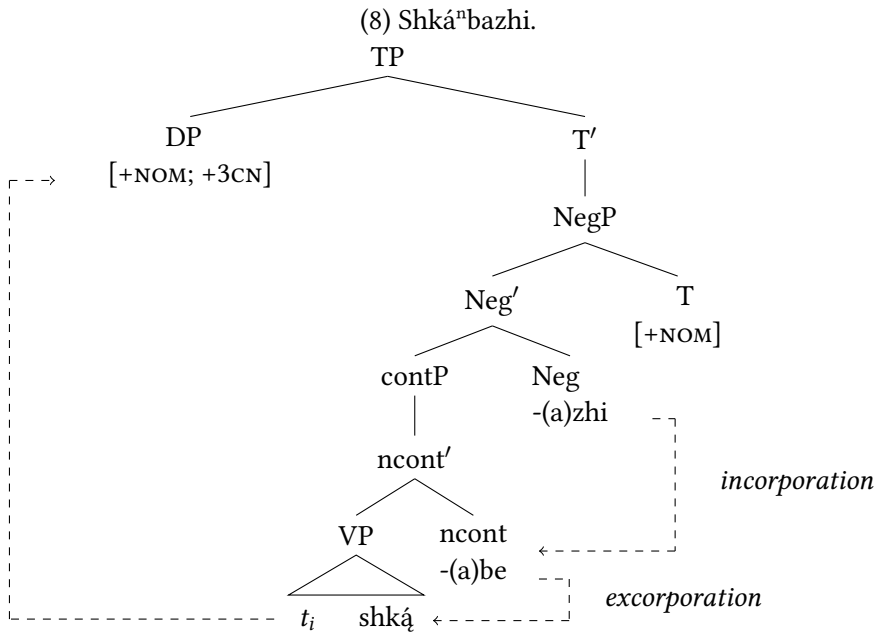 (8) Shkáⁿbazhi.
TP
DP T′
[+NOM; +3CN]
NegP
Neg′ T
[+NOM]
contP Neg
-(a)zhi
ncont′
incorporation
VP ncont
-(a)be
excorporation
tᵢ shką́